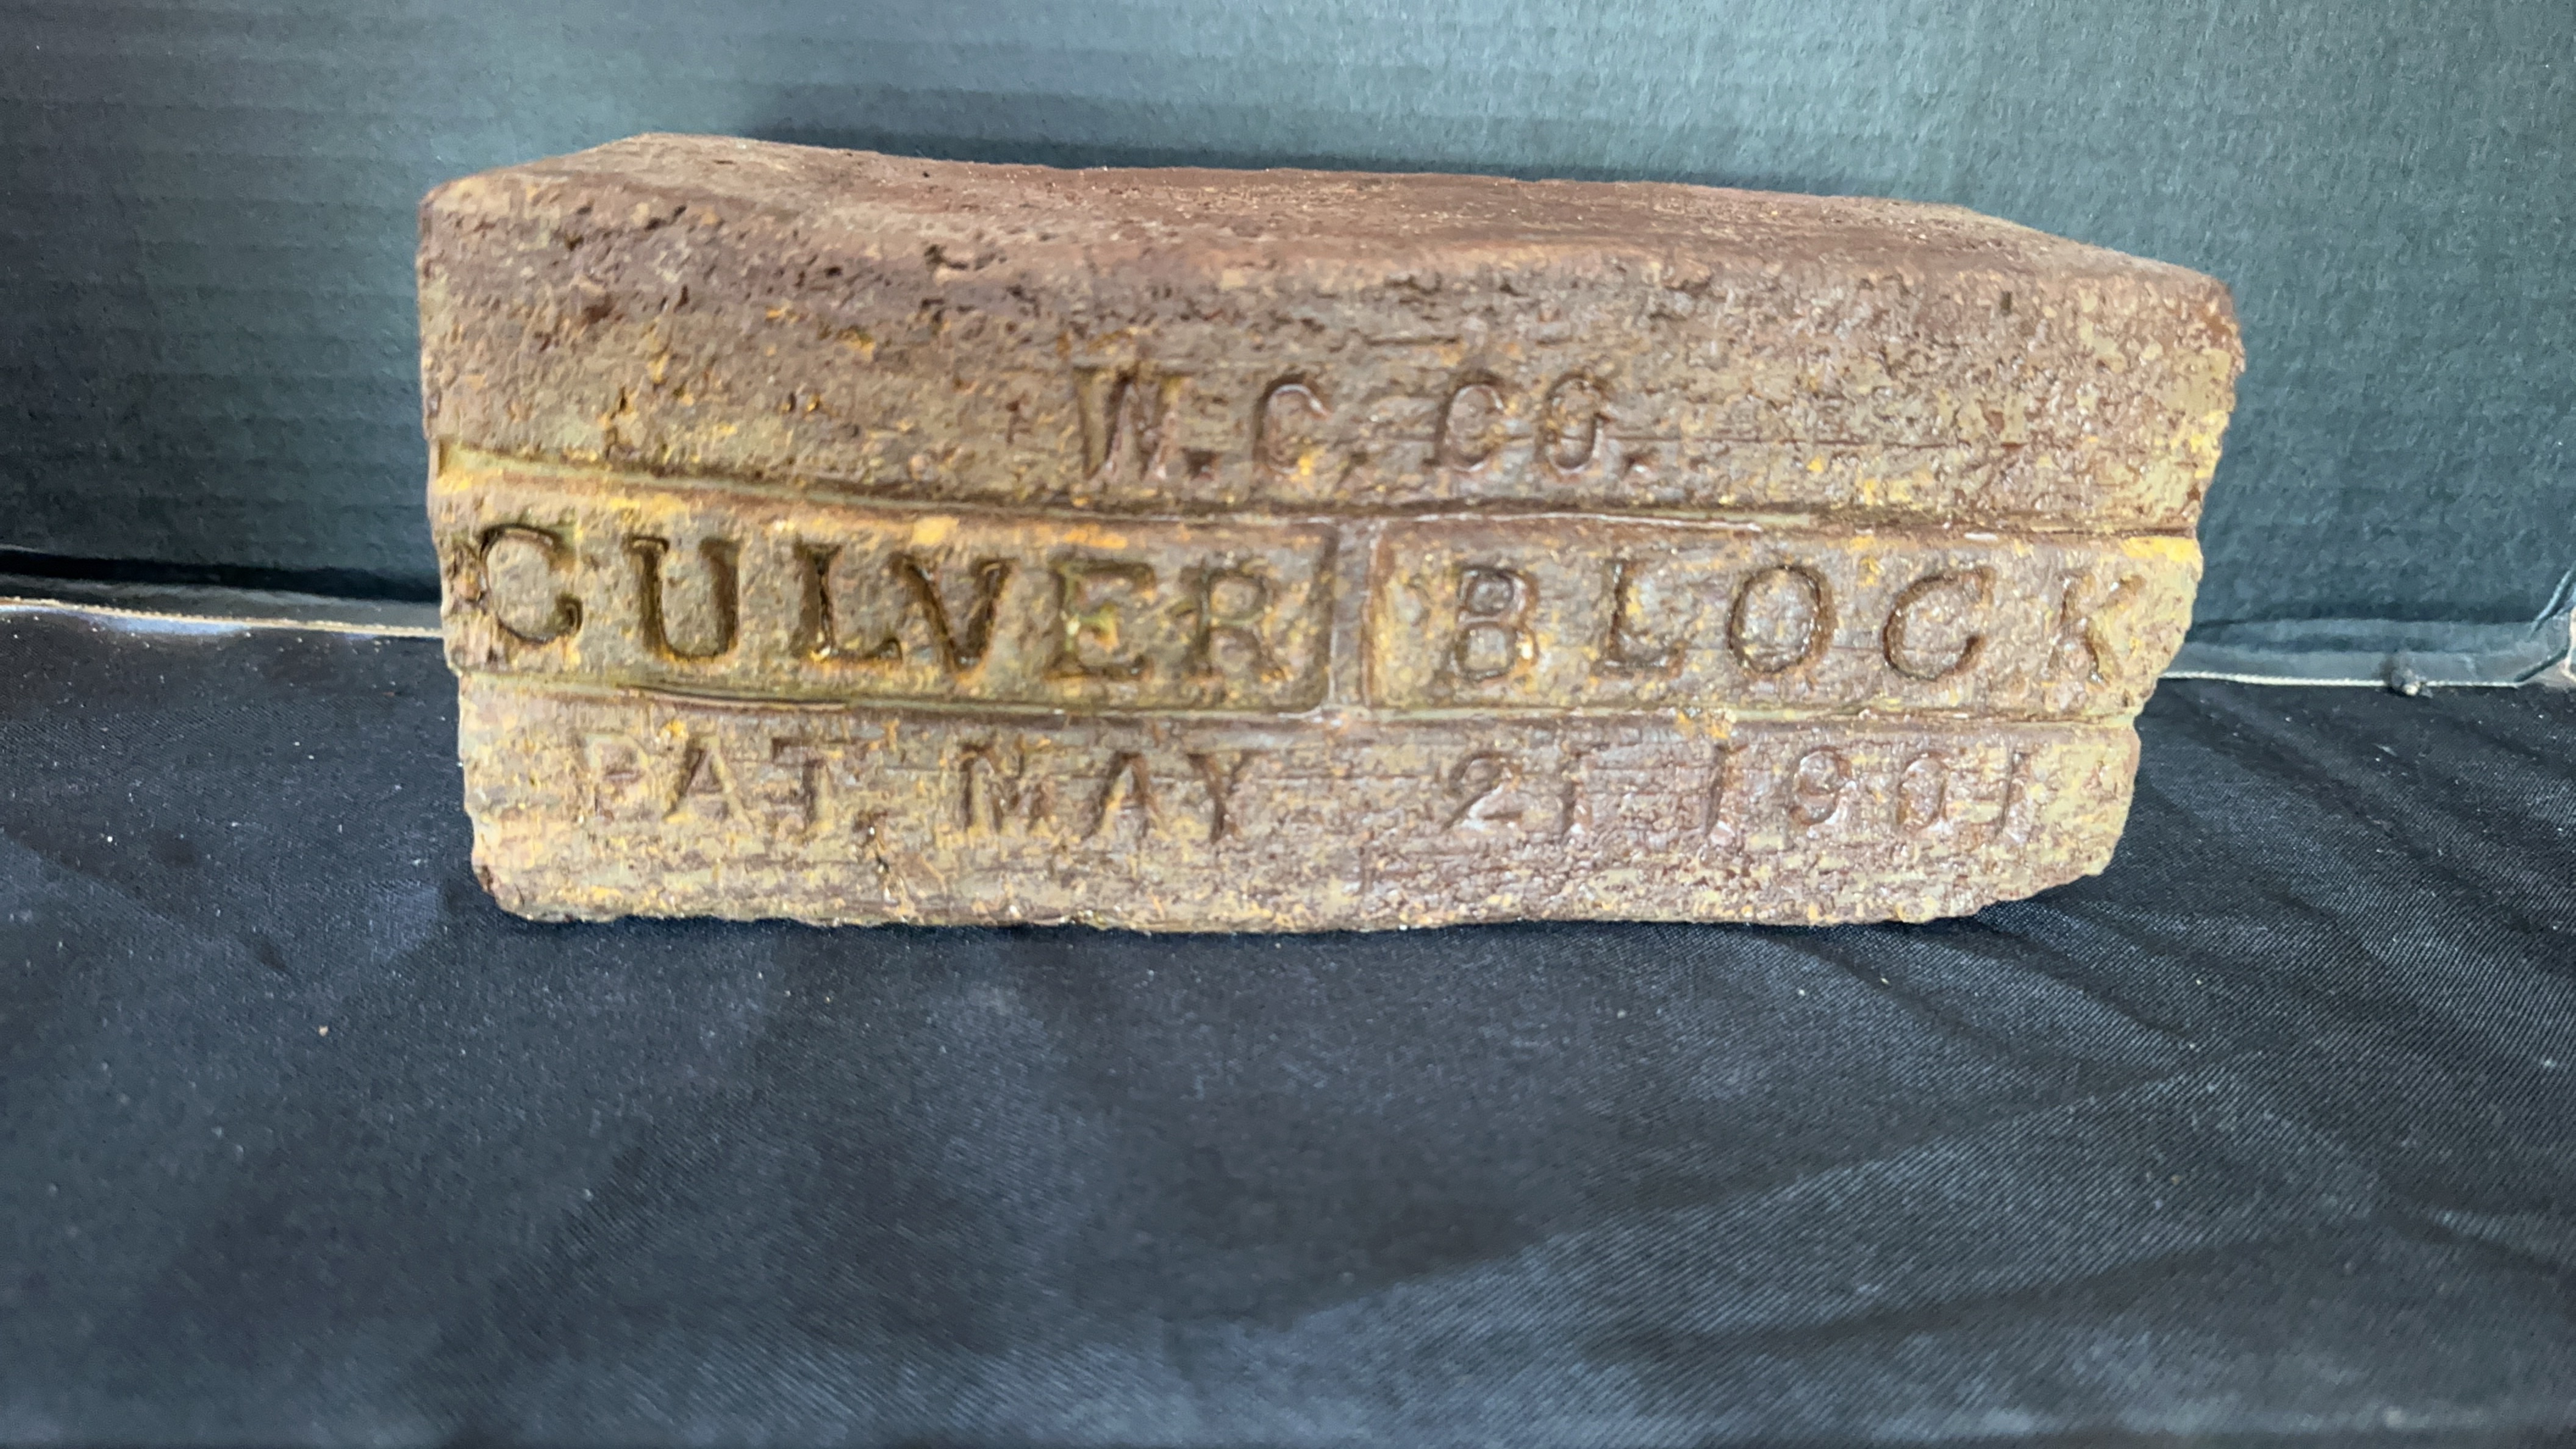 W. C. CO.
CULVER BLOCK
PAT. MAY 21 1901